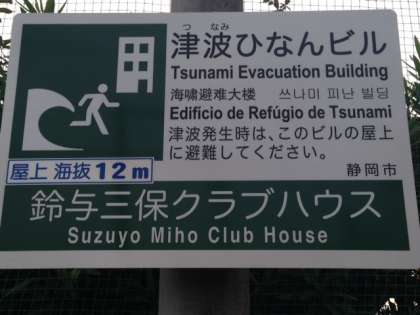 つ なみ
津波ひなんビル
Tsunami Evacuation Building
海啸避难大楼 쓰나미 피난 빌딩
Edifício de Refúgio de Tsunami
津波発生時は、このビルの屋上
に避難してください。
屋上 海抜 12m
静岡市
鈴与三保クラブハウス
Suzuyo Miho Club House